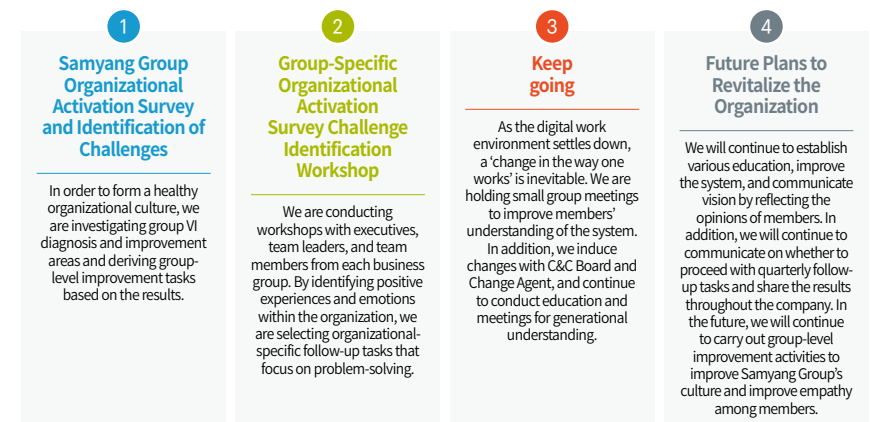 1
Samyang Group
Organizational
Activation Survey
and Identification of
Challenges
In order to form a healthy
organizational culture, we
are investigating group VI
diagnosis and improvement
areas and deriving group-
level improvement tasks
based on the results.
2
Group-Specific
Organizational
Activation
Survey Challenge
Identification
Workshop
We are conducting
workshops with executives,
team leaders, and team
members from each business
group. By identifying positive
experiences and emotions
within the organization, we
are selecting organizational-
specific follow-up tasks that
focus on problem-solving.
3
Keep
going
As the digital work
environment settles down,
a ‘change in the way one
works’ is inevitable. We are
holding small group meetings
to improve members’
understanding of the system.
In addition, we induce
changes with C&C Board and
Change Agent, and continue
to conduct education and
meetings for generational
understanding.
4
Future Plans to
Revitalize the
Organization
We will continue to establish
various education, improve
the system, and communicate
vision by reflecting the
opinions of members. In
addition, we will continue to
communicate on whether to
proceed with quarterly follow-
up tasks and share the results
throughout the company. In
the future, we will continue
to carry out group-level
improvement activities to
improve Samyang Group’s
culture and improve empathy
among members.